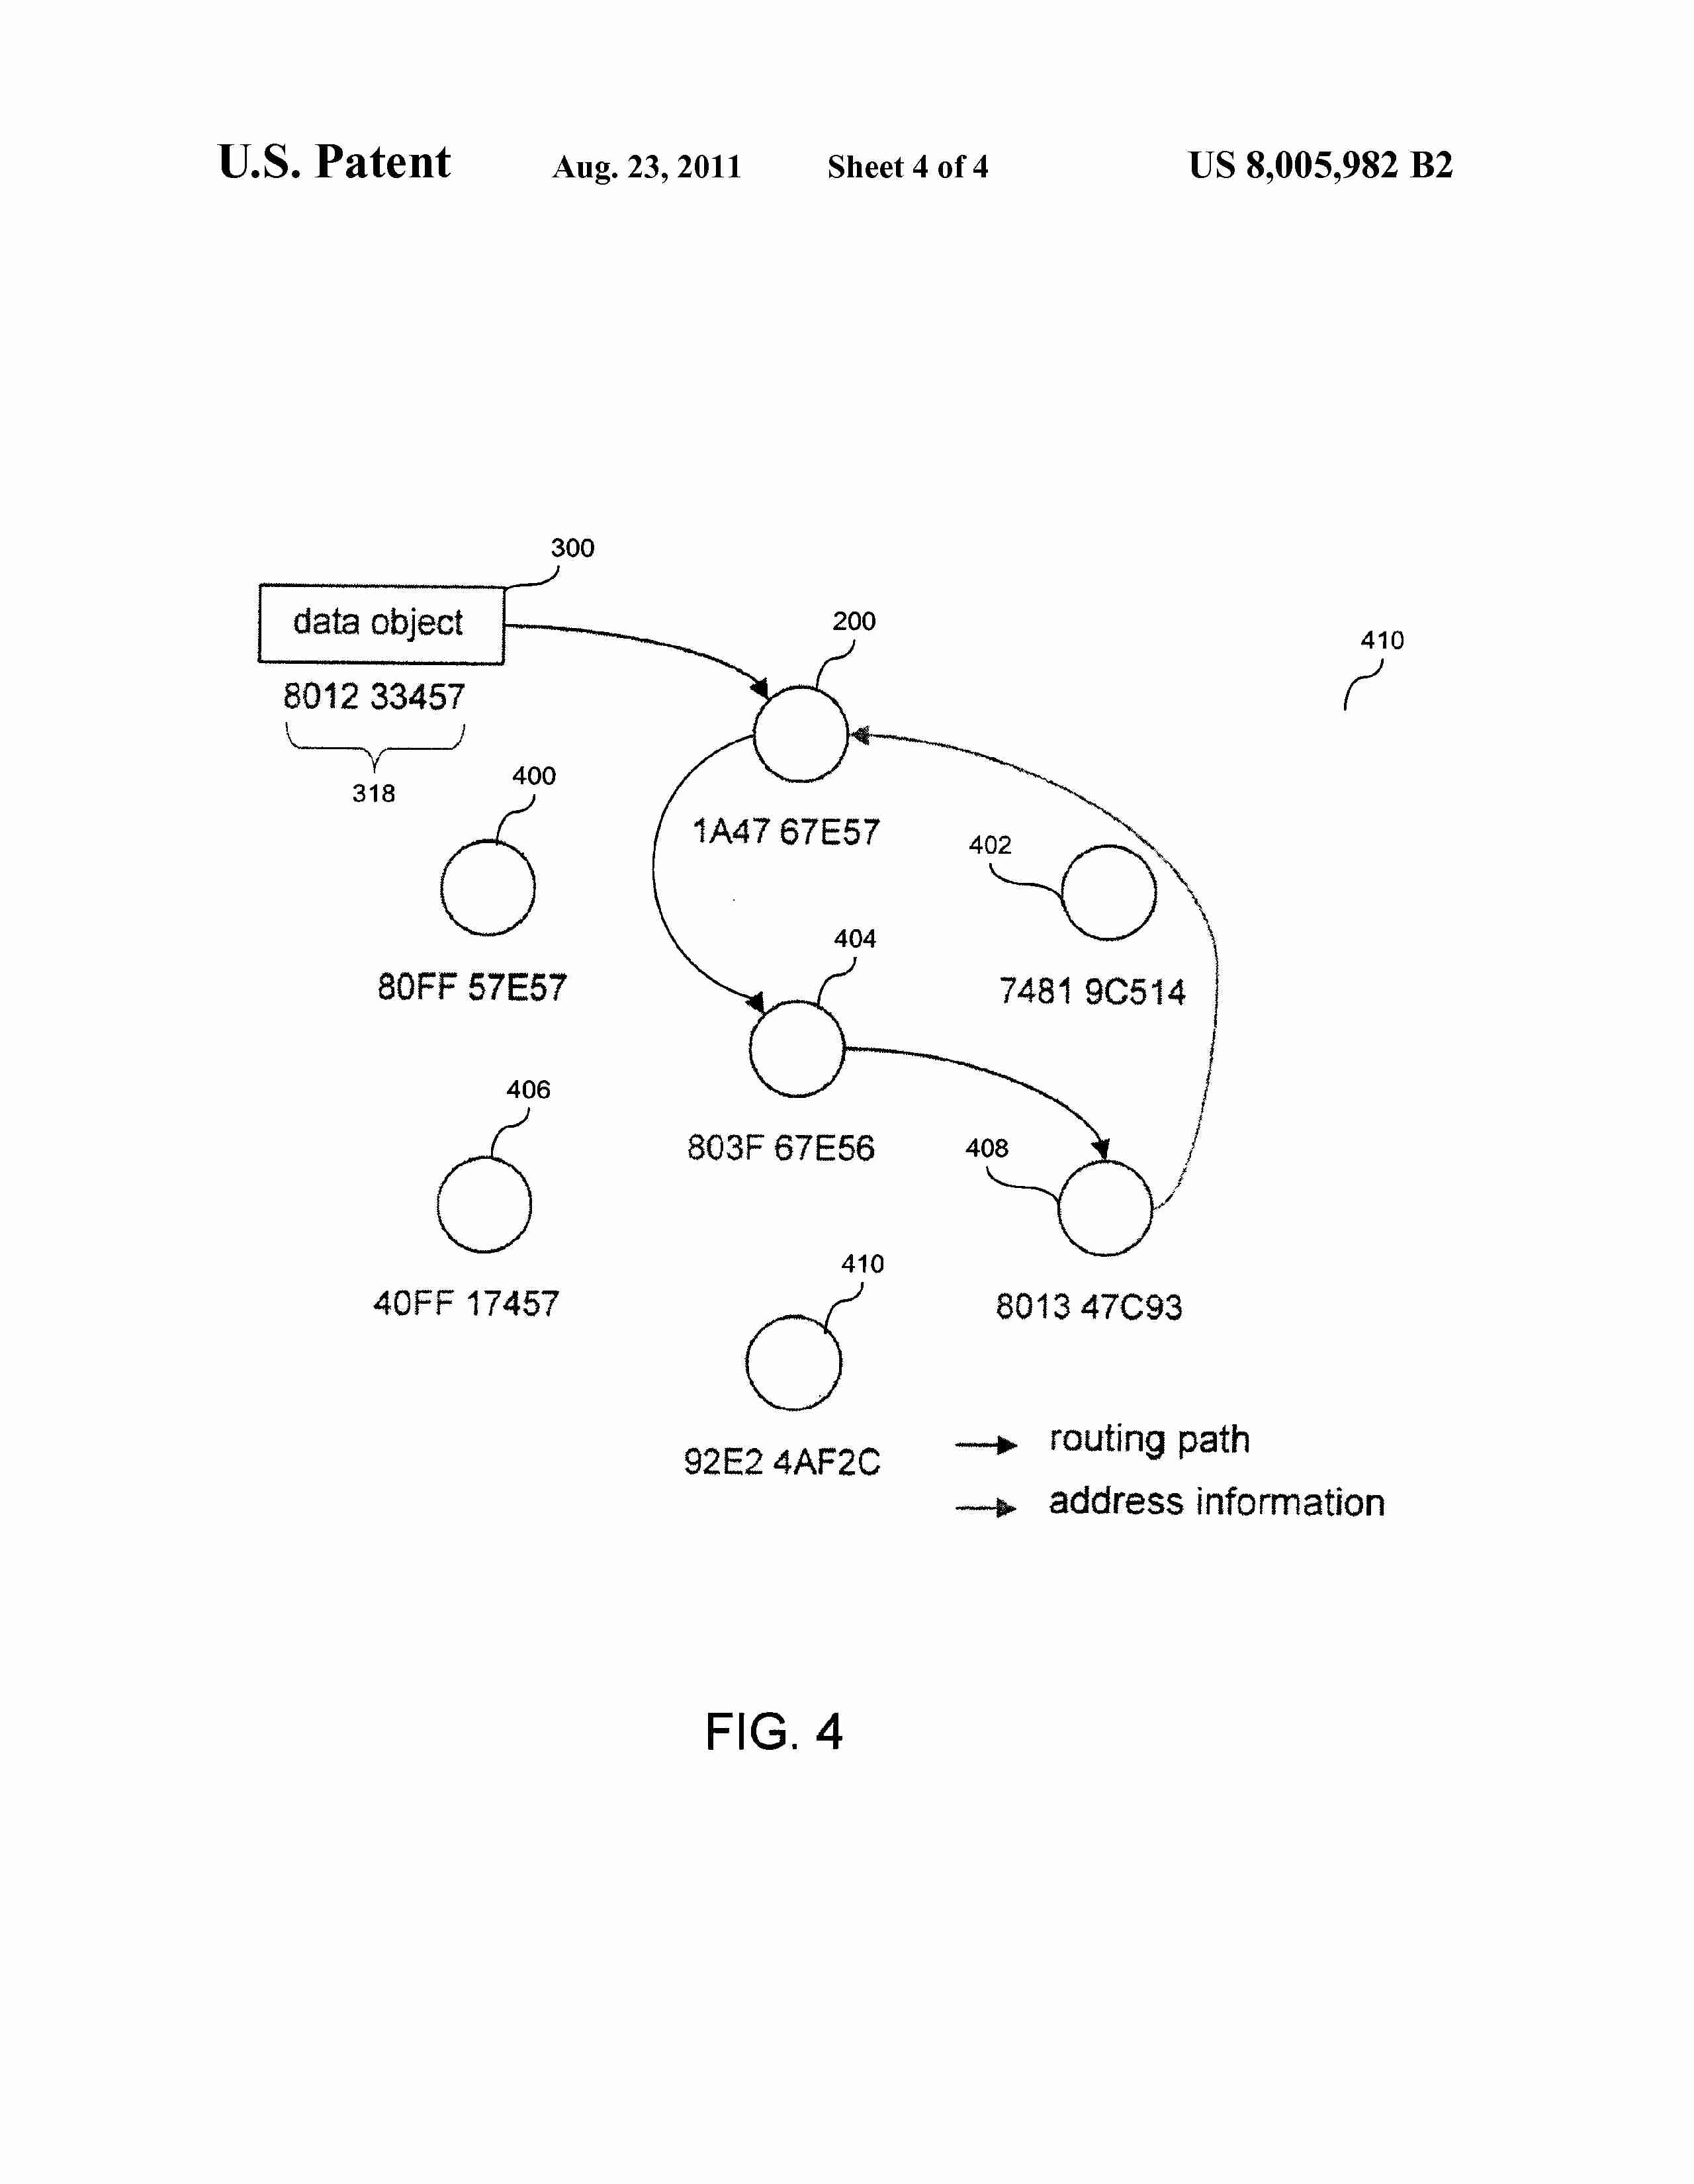 U.S. Patent Aug. 23, 2011 Sheet 4 of 4 US 8,005,982 B2
300
data object
8012 33457
318
200
410
1A47 67E57
400
80FF 57E57
402
7481 9C514
404
803F 67E56
406
40FF 17457
408
8013 47C93
410
92E2 4AF2C
routing path
address information
FIG. 4